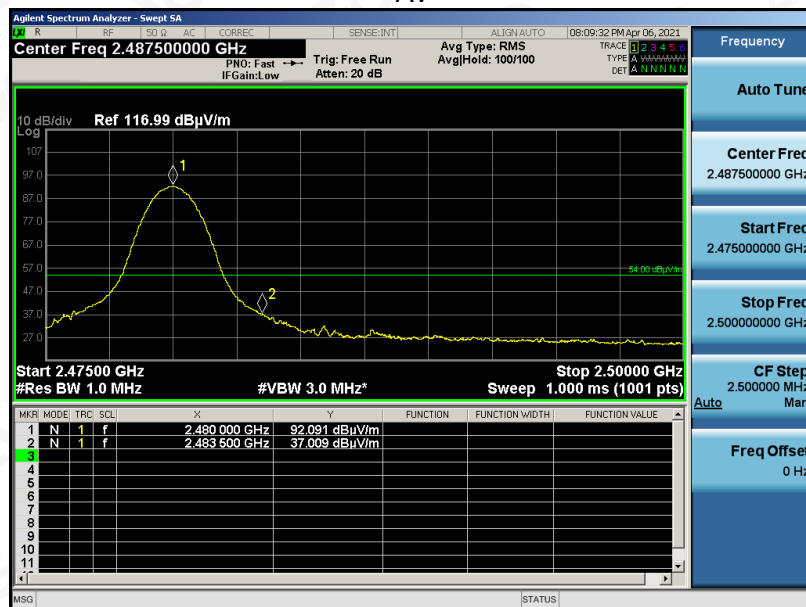 Agilent Spectrum Analyzer - Swept SA
LXI R RF 50 Ω AC CORREC SENSE:INT ALIGN AUTO 08:09:32 PM Apr 06, 2021
Center Freq 2.487500000 GHz
PNO: Fast
IFGain:Low
Trig: Free Run
Atten: 20 dB
Avg Type: RMS
Avg|Hold: 100/100
TRACE 1 2 3 4 5 6
TYPE A WWWWW
DET A N N N N N
10 dB/div Ref 116.99 dBµV/m
Log
107
97.0
87.0
77.0
67.0
57.0
47.0
37.0
27.0
1
2
54.00 dBµV/m
Start 2.47500 GHz Stop 2.50000 GHz
#Res BW 1.0 MHz #VBW 3.0 MHz* Sweep 1.000 ms (1001 pts)
MKR MODE TRC SCL X Y FUNCTION FUNCTION WIDTH FUNCTION VALUE
1 N 1 f 2.480 000 GHz 92.091 dBµV/m
2 N 1 f 2.483 500 GHz 37.009 dBµV/m
3
4
5
6
7
8
9
10
11
MSG STATUS
Frequency
Auto Tune
Center Freq
2.487500000 GHz
Start Freq
2.475000000 GHz
Stop Freq
2.500000000 GHz
CF Step
2.500000 MHz
Auto Man
Freq Offset
0 Hz